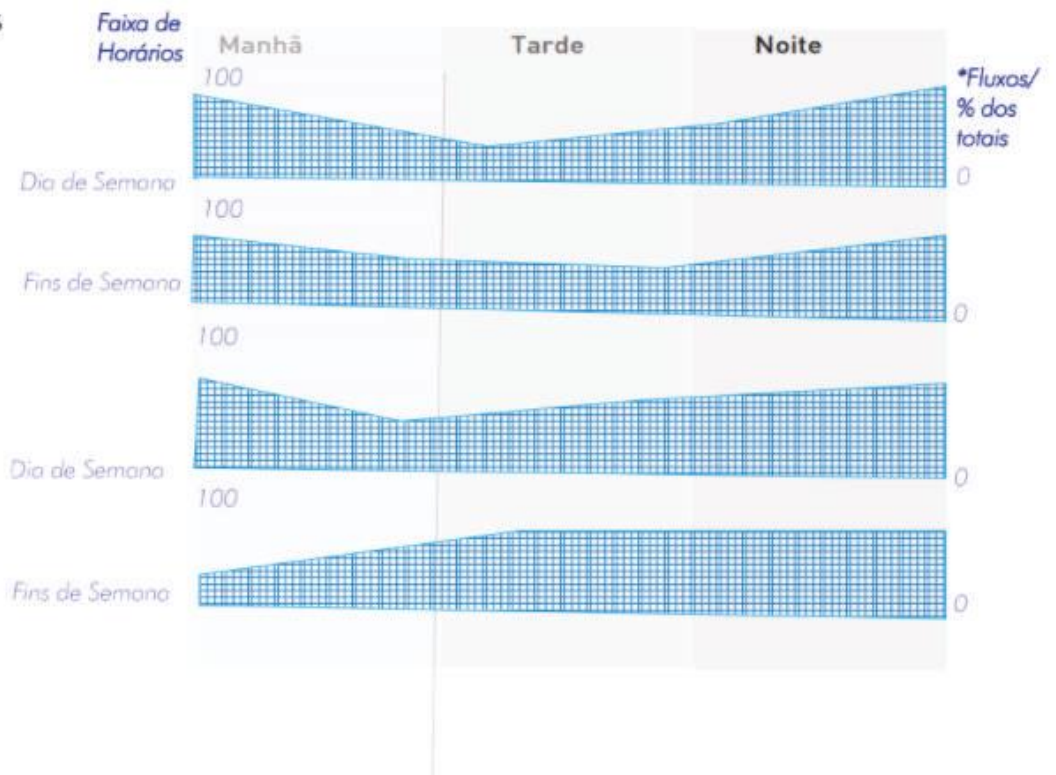 Faixa de
Horários
Manhã
Tarde
Noite
100
*Fluxos/
% dos
totais
Dia de Semana
0
100
Fins de Semana
0
100
Dia de Semana
0
100
Fins de Semana
0